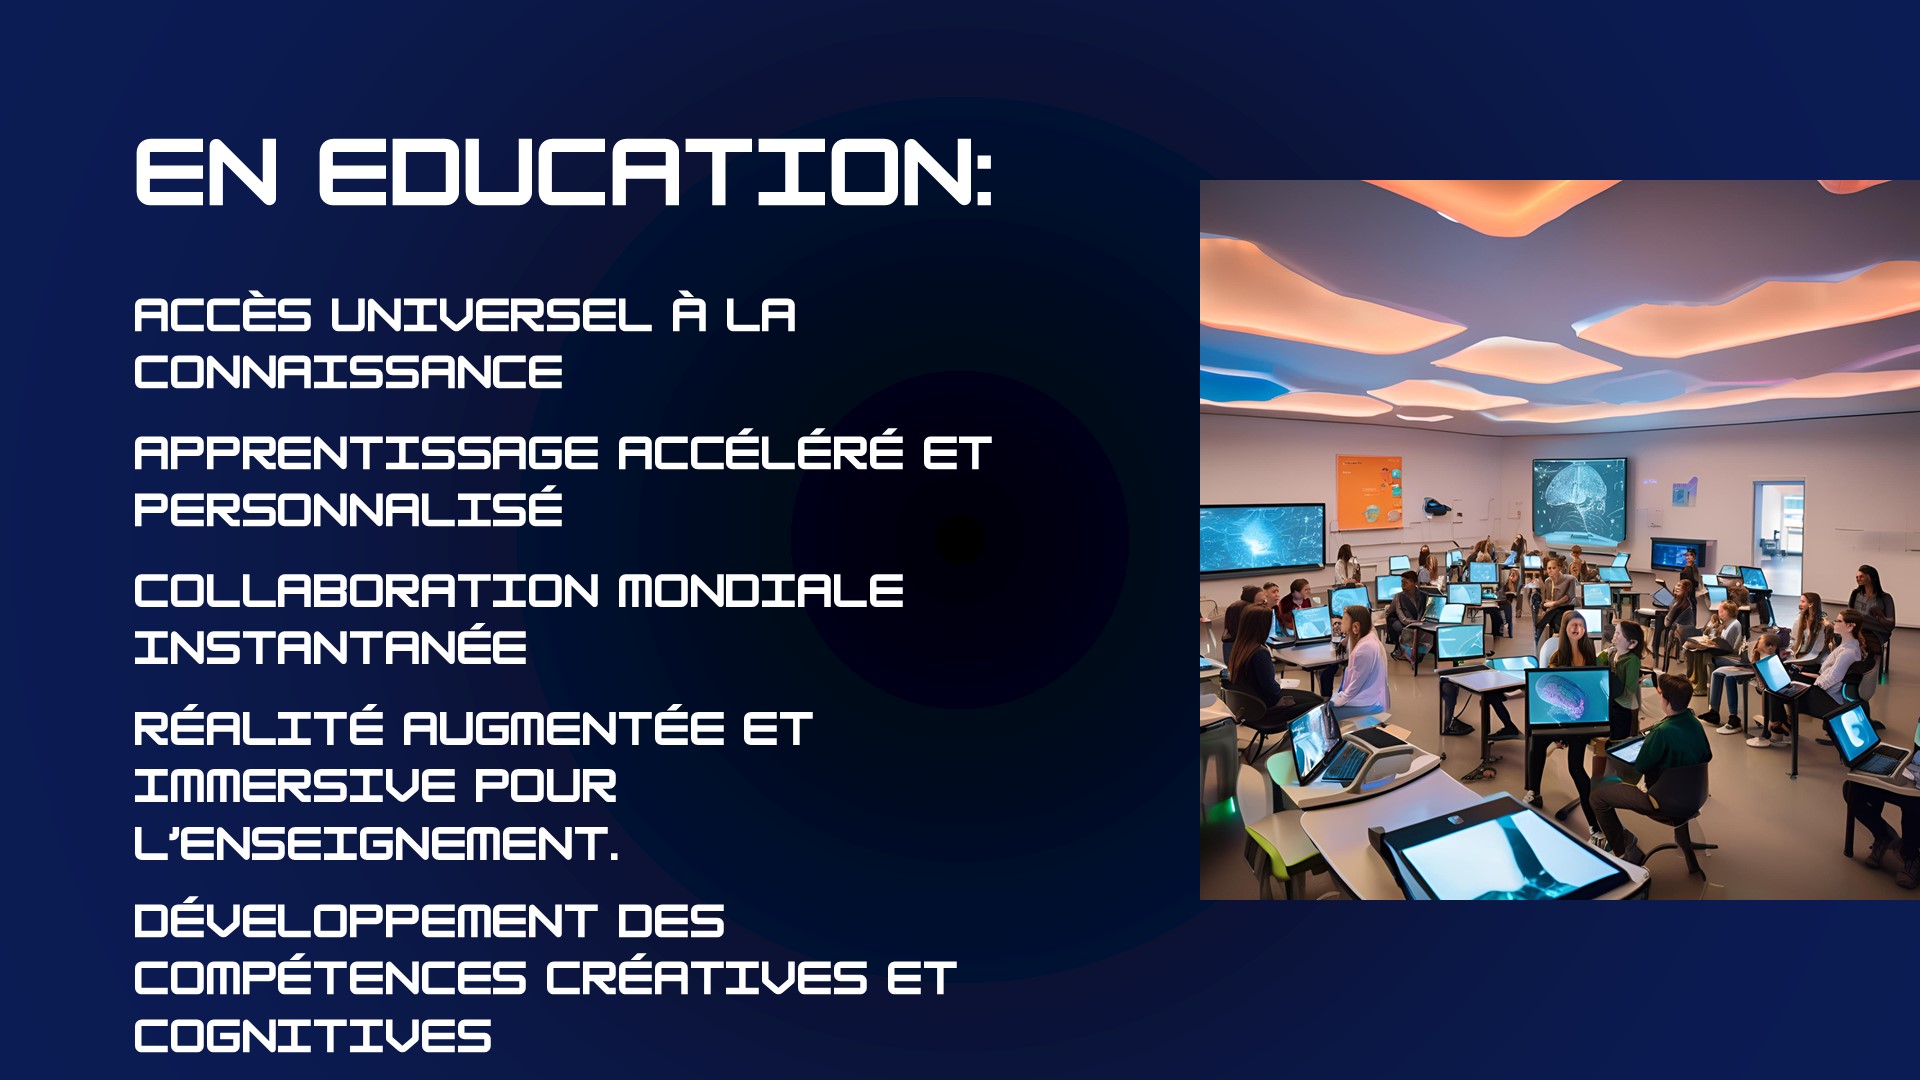 EN EDUCATION:
ACCÈS UNIVERSEL À LA
CONNAISSANCE
APPRENTISSAGE ACCÉLÉRÉ ET
PERSONNALISÉ
COLLABORATION MONDIALE
INSTANTANÉE
RÉALITÉ AUGMENTÉE ET
IMMERSIVE POUR
L'ENSEIGNEMENT.
DÉVELOPPEMENT DES
COMPÉTENCES CRÉATIVES ET
COGNITIVES